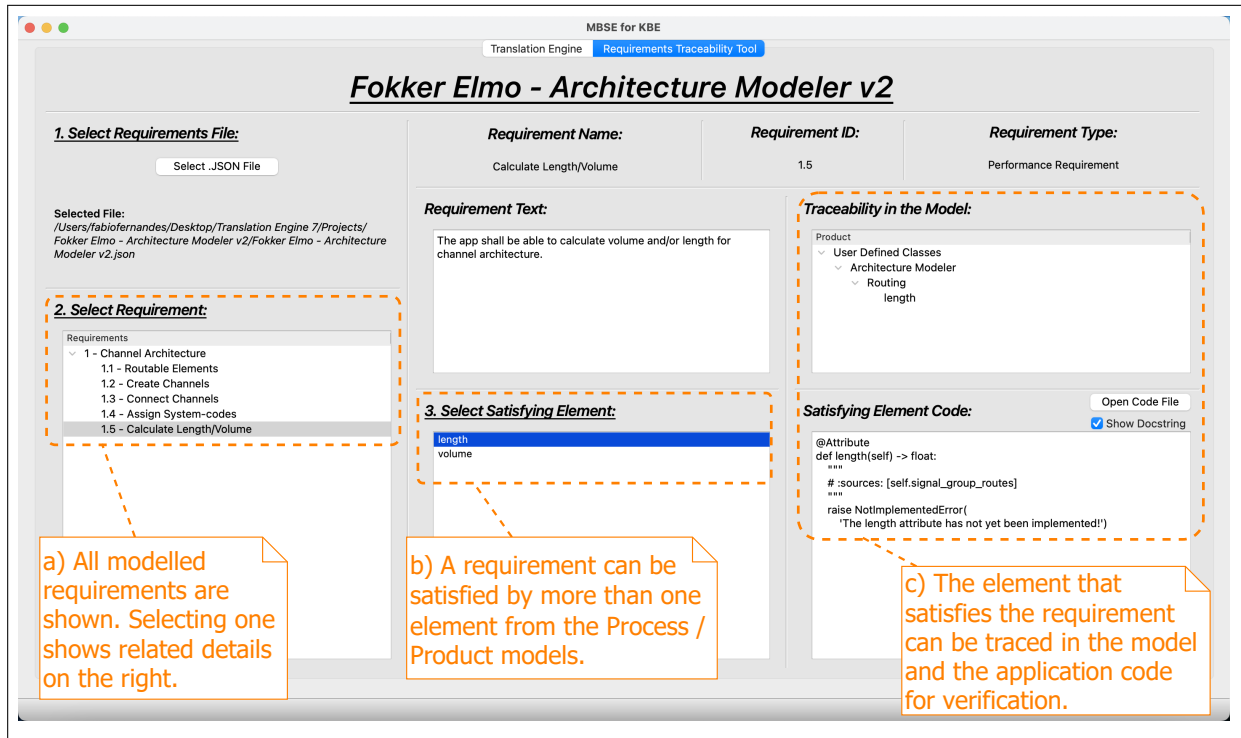 MBSE for KBE
Translation Engine
Requirements Traceability Tool
Fokker Elmo - Architecture Modeler v2
1. Select Requirements File:
Select .JSON File
Selected File:
/Users/fabiofernandes/Desktop/Translation Engine 7/Projects/
Fokker Elmo - Architecture Modeler v2/Fokker Elmo - Architecture
Modeler v2.json
Requirement Name:
Calculate Length/Volume
Requirement ID:
1.5
Requirement Type:
Performance Requirement
2. Select Requirement:
Requirements
1 - Channel Architecture
1.1 - Routable Elements
1.2 - Create Channels
1.3 - Connect Channels
1.4 - Assign System-codes
1.5 - Calculate Length/Volume
Requirement Text:
The app shall be able to calculate volume and/or length for
channel architecture.
3. Select Satisfying Element:
length
volume
Traceability in the Model:
Product
User Defined Classes
Architecture Modeler
Routing
length
Satisfying Element Code:
Open Code File
Show Docstring
@Attribute
def length(self) -> float:
"""
# :sources: [self.signal_group_routes]
"""
raise NotImplementedError(
'The length attribute has not yet been implemented!')
a) All modelled
requirements are
shown. Selecting one
shows related details
on the right.
b) A requirement can be
satisfied by more than one
element from the Process /
Product models.
c) The element that
satisfies the requirement
can be traced in the model
and the application code
for verification.